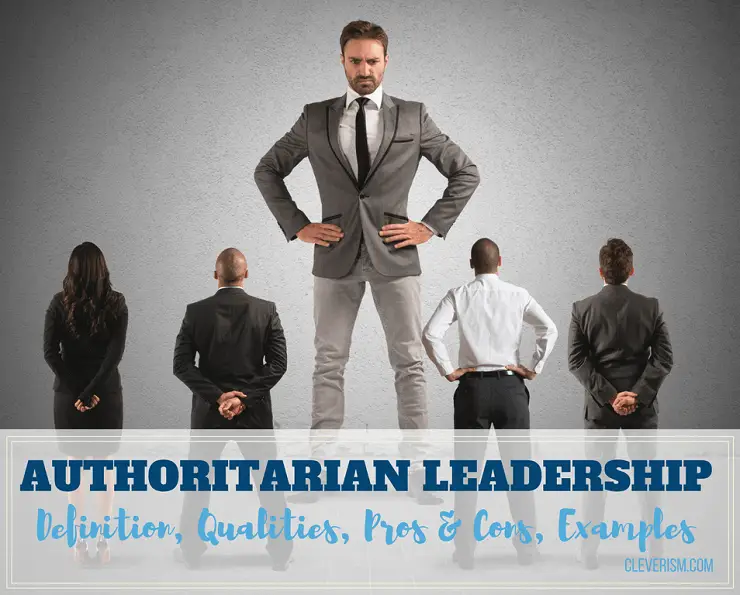 AUTHORITARIAN LEADERSHIP
Definition, Qualities, Pros & Cons, Examples
CLEVERISM.COM